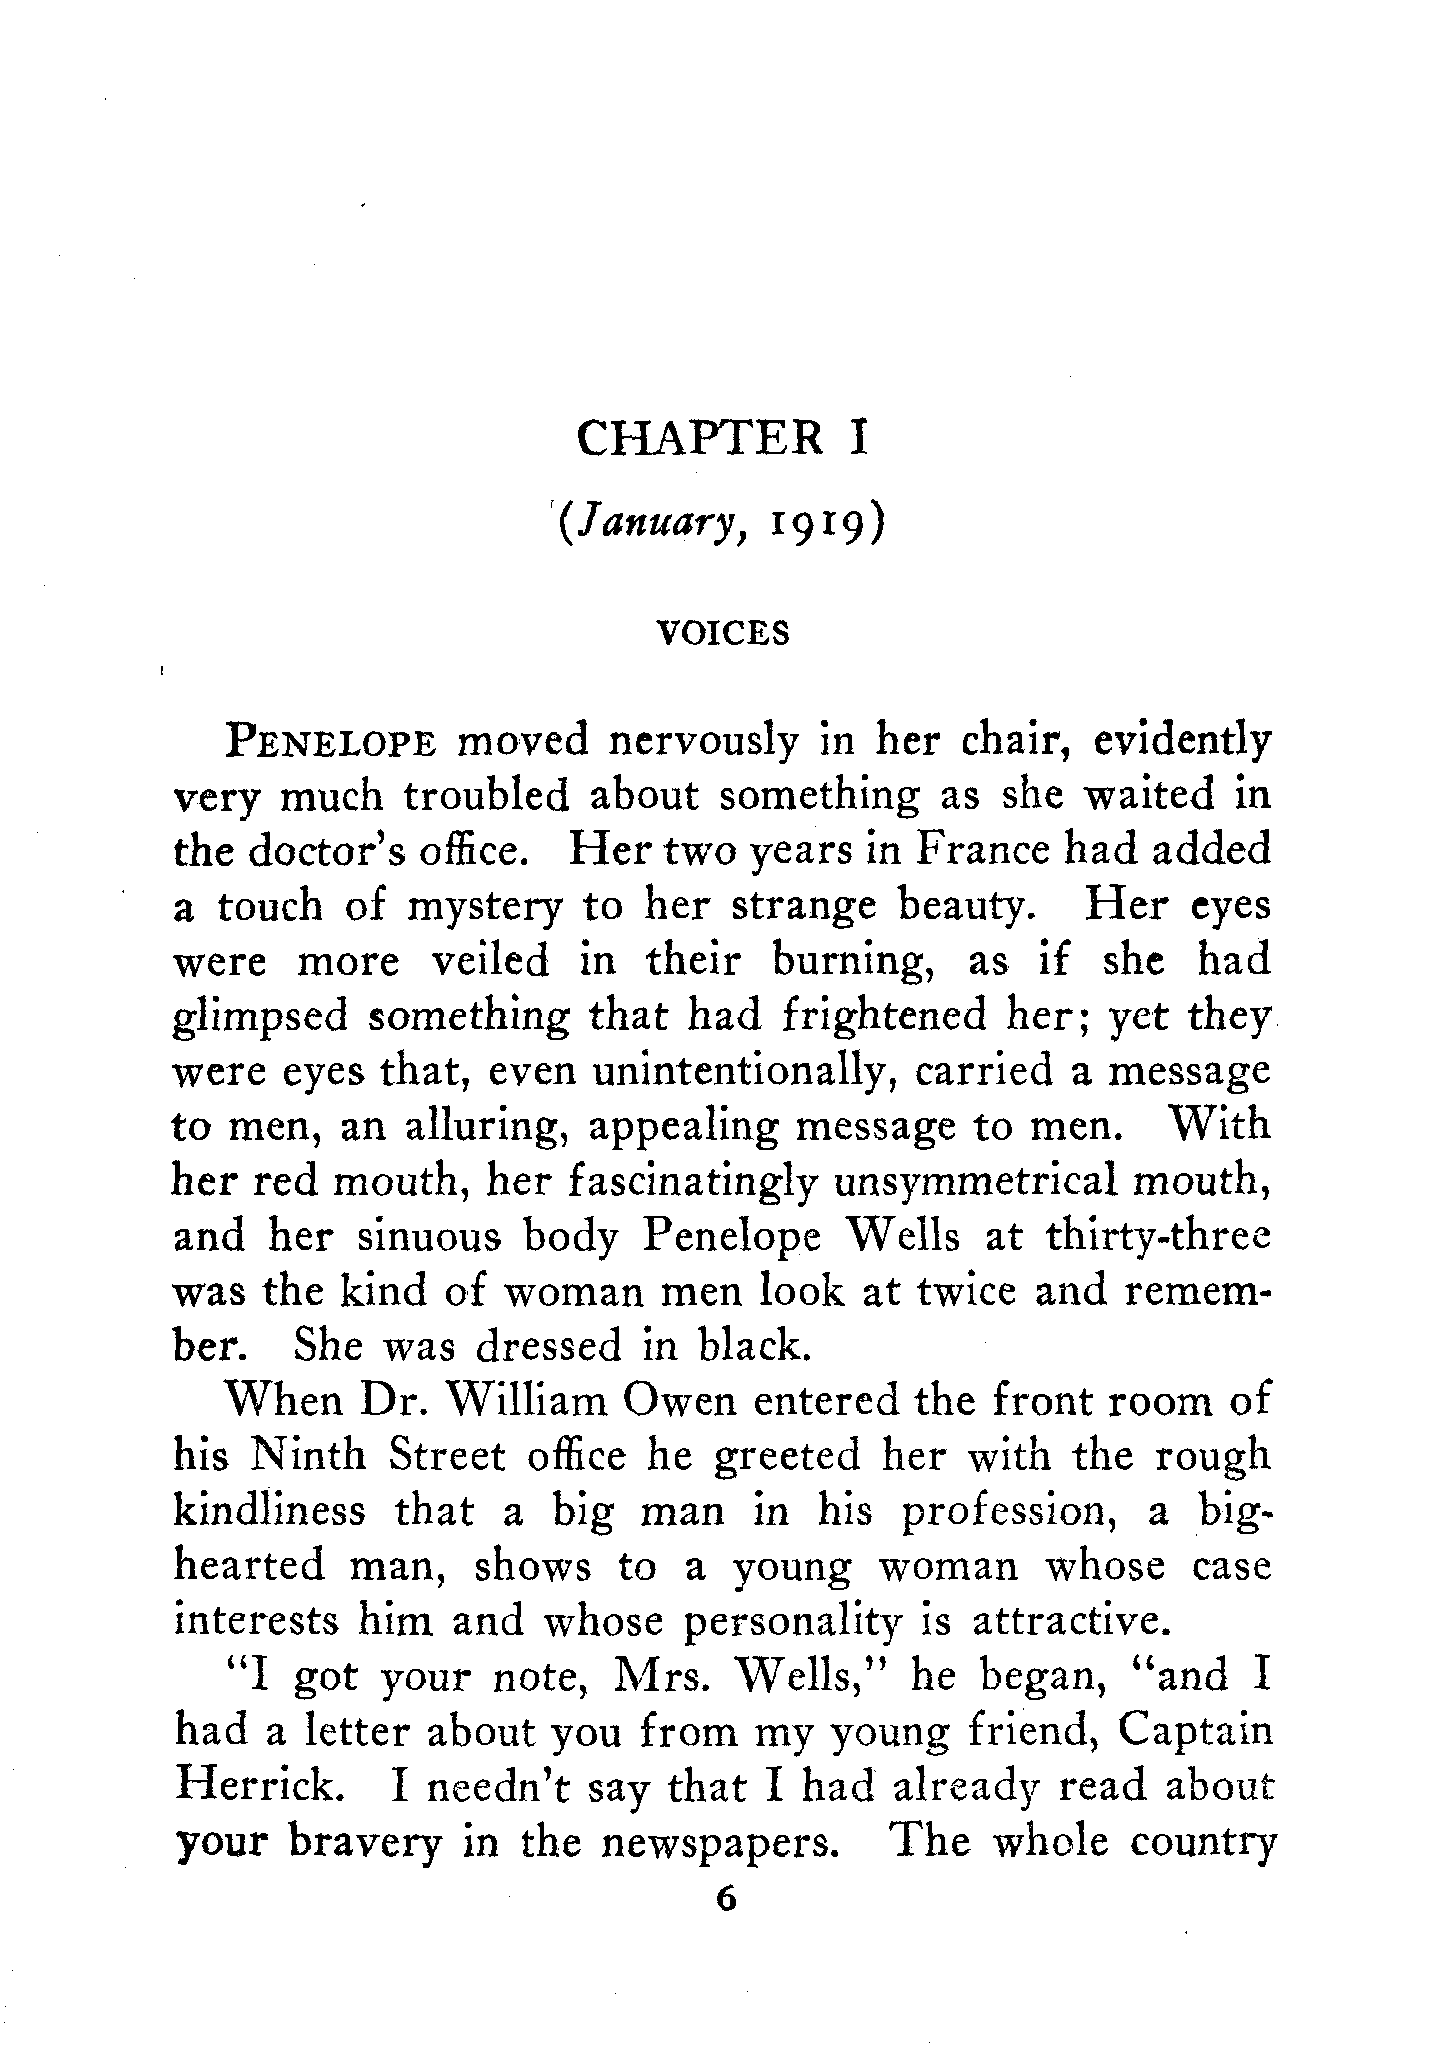 CHAPTER I
(January, 1919)
VOICES
PENELOPE moved nervously in her chair, evidently
very much troubled about something as she waited in
the doctor's office. Her two years in France had added
a touch of mystery to her strange beauty. Her eyes
were more veiled in their burning, as if she had
glimpsed something that had frightened her; yet they
were eyes that, even unintentionally, carried a message
to men, an alluring, appealing message to men. With
her red mouth, her fascinatingly unsymmetrical mouth,
and her sinuous body Penelope Wells at thirty-three
was the kind of woman men look at twice and remem-
ber. She was dressed in black.
When Dr. William Owen entered the front room of
his Ninth Street office he greeted her with the rough
kindliness that a big man in his profession, a big-
hearted man, shows to a young woman whose case
interests him and whose personality is attractive.
"I got your note, Mrs. Wells," he began, "and I
had a letter about you from my young friend, Captain
Herrick. I needn't say that I had already read about
your bravery in the newspapers. The whole country
6